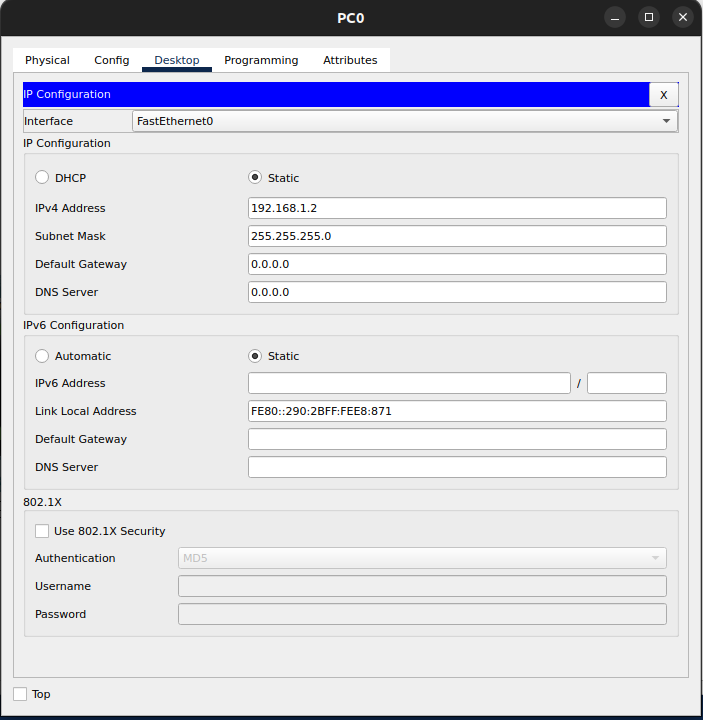 PC0
Physical Config Desktop Programming Attributes
IP Configuration X
Interface FastEthernet0
IP Configuration
DHCP Static
IPv4 Address 192.168.1.2
Subnet Mask 255.255.255.0
Default Gateway 0.0.0.0
DNS Server 0.0.0.0
IPv6 Configuration
Automatic Static
IPv6 Address /
Link Local Address FE80::290:2BFF:FEE8:871
Default Gateway
DNS Server
802.1X
Use 802.1X Security
Authentication MD5
Username
Password
Top